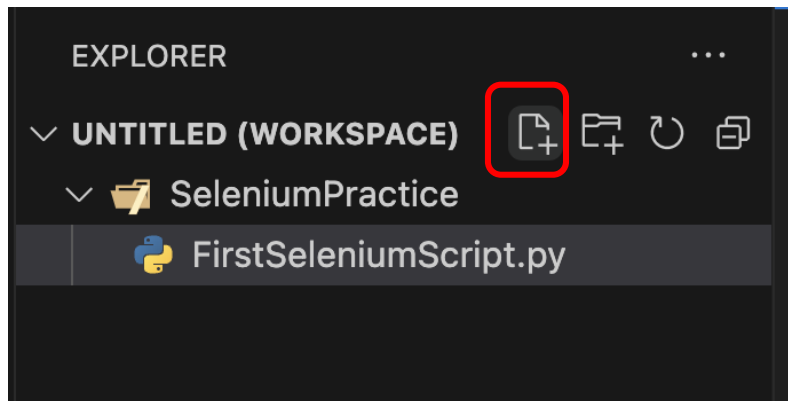 EXPLORER
UNTITLED (WORKSPACE)
SeleniumPractice
FirstSeleniumScript.py